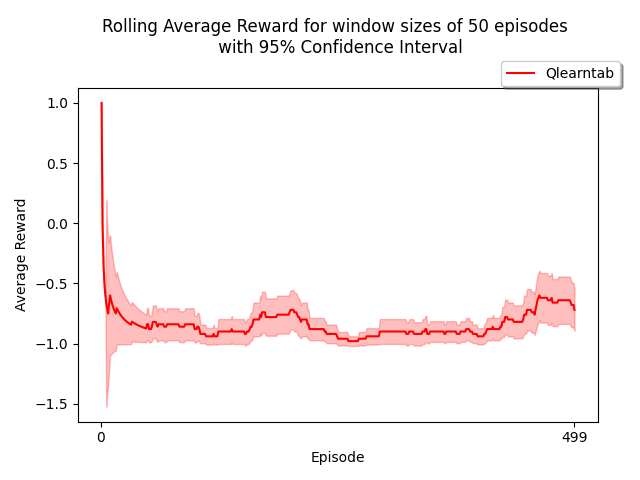 Rolling Average Reward for window sizes of 50 episodes
with 95% Confidence Interval
Qlearntab
1.0
0.5
0.0
−0.5
−1.0
−1.5
Average Reward
0
499
Episode